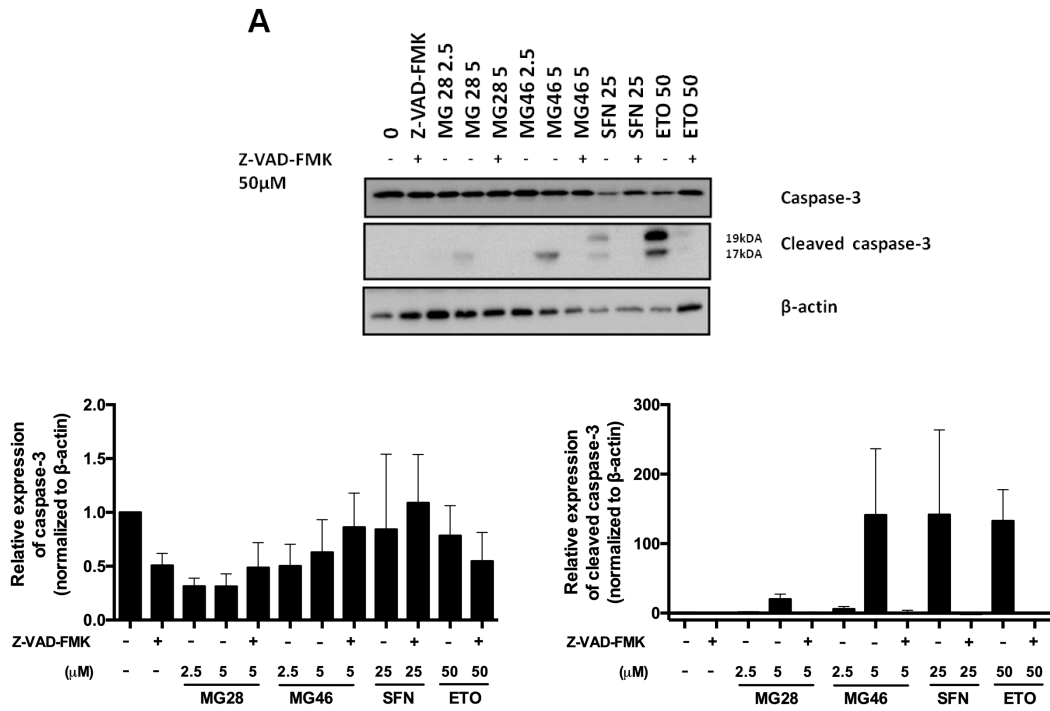 A
0
Z-VAD-FMK
MG 28 2.5
MG 28 5
MG28 5
MG46 2.5
MG46 5
MG46 5
SFN 25
SFN 25
ETO 50
ETO 50
Z-VAD-FMK - + - - + - - + - + - +
50μM
Caspase-3
19kDA
17kDA
Cleaved caspase-3
β-actin
Relative expression
of caspase-3
(normalized to β-actin)
2.0
1.5
1.0
0.5
0.0
Z-VAD-FMK - + - - + - - + - + - +
(μM) - - 2.5 5 5 2.5 5 5 25 25 50 50
MG28 MG46 SFN ETO
Relative expression
of cleaved caspase-3
(normalized to β-actin)
300
200
100
0
Z-VAD-FMK - + - - + - - + - + - +
(μM) - - 2.5 5 5 2.5 5 5 25 25 50 50
MG28 MG46 SFN ETO